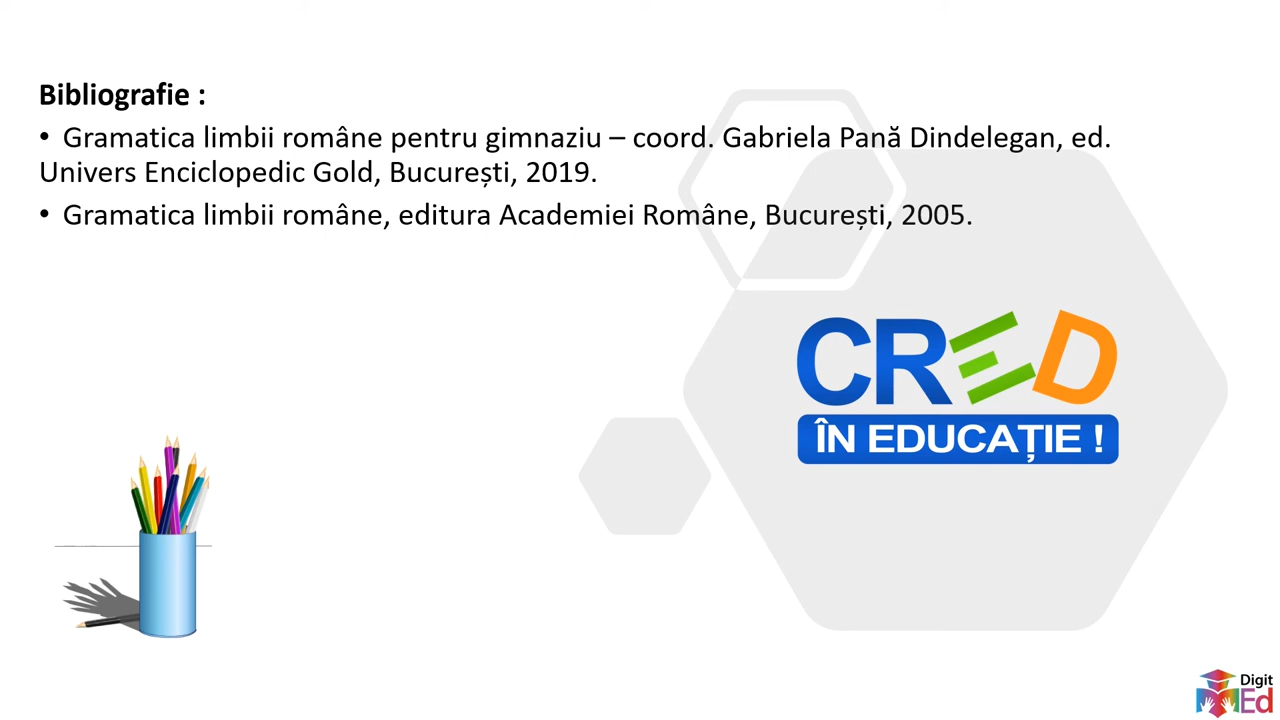 Bibliografie :
• Gramatica limbii române pentru gimnaziu – coord. Gabriela Pană Dindelegan, ed.
Univers Enciclopedic Gold, București, 2019.
• Gramatica limbii române, editura Academiei Române, București, 2005.
CRED
ÎN EDUCAȚIE !
Digit
Ed